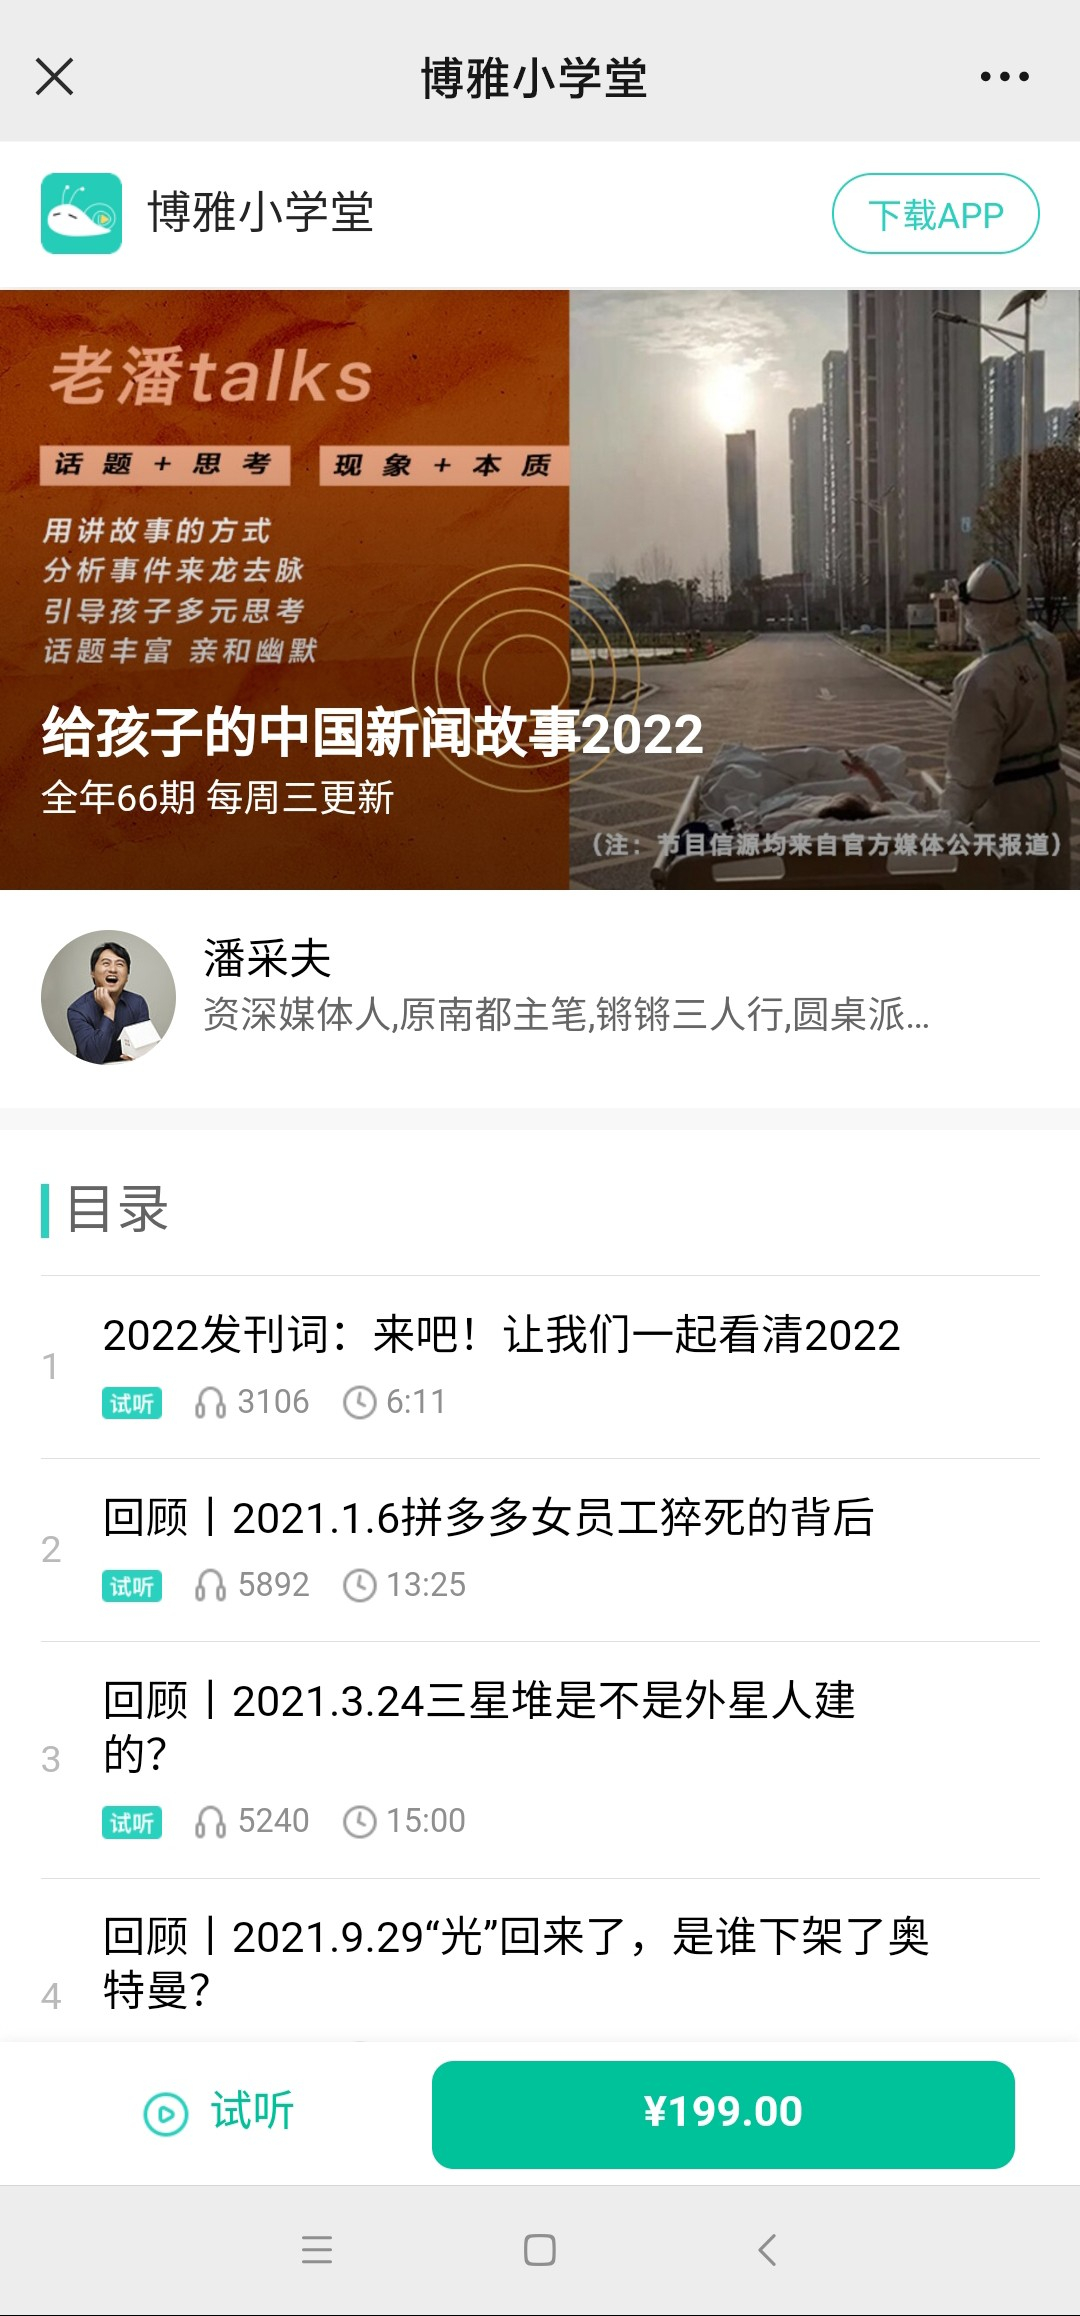 博雅小学堂
博雅小学堂
下载APP
老潘talks
话题+思考 现象+本质
用讲故事的方式
分析事件来龙去脉
引导孩子多元思考
话题丰富 亲和幽默
给孩子的中国新闻故事2022
全年66期 每周三更新
（注：节目信源均来自官方媒体公开报道）
潘采夫
资深媒体人,原南都主笔,锵锵三人行,圆桌派...
目录
1
2022发刊词：来吧！让我们一起看清2022
试听 3106 6:11
2
回顾丨2021.1.6拼多多女员工猝死的背后
试听 5892 13:25
3
回顾丨2021.3.24三星堆是不是外星人建
的？
试听 5240 15:00
4
回顾丨2021.9.29“光”回来了，是谁下架了奥
特曼？
试听
¥199.00